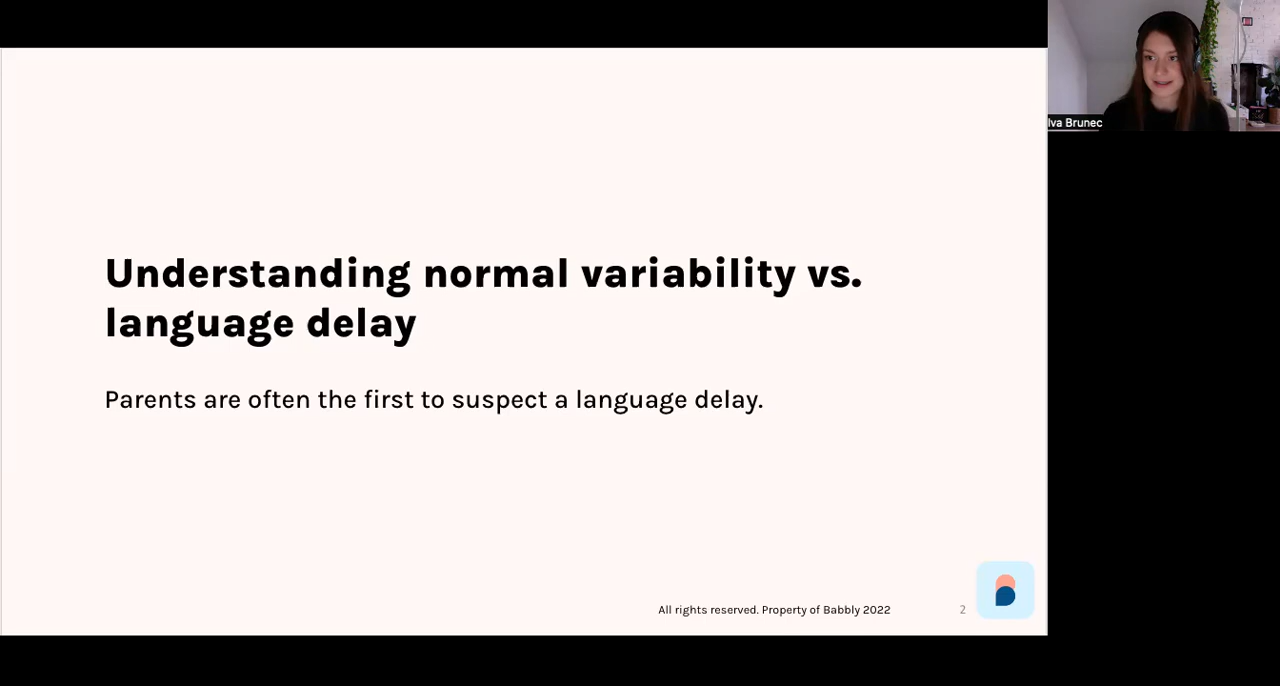 Understanding normal variability vs.
language delay
Parents are often the first to suspect a language delay.
All rights reserved. Property of Babbly 2022
2
Iva Brunec